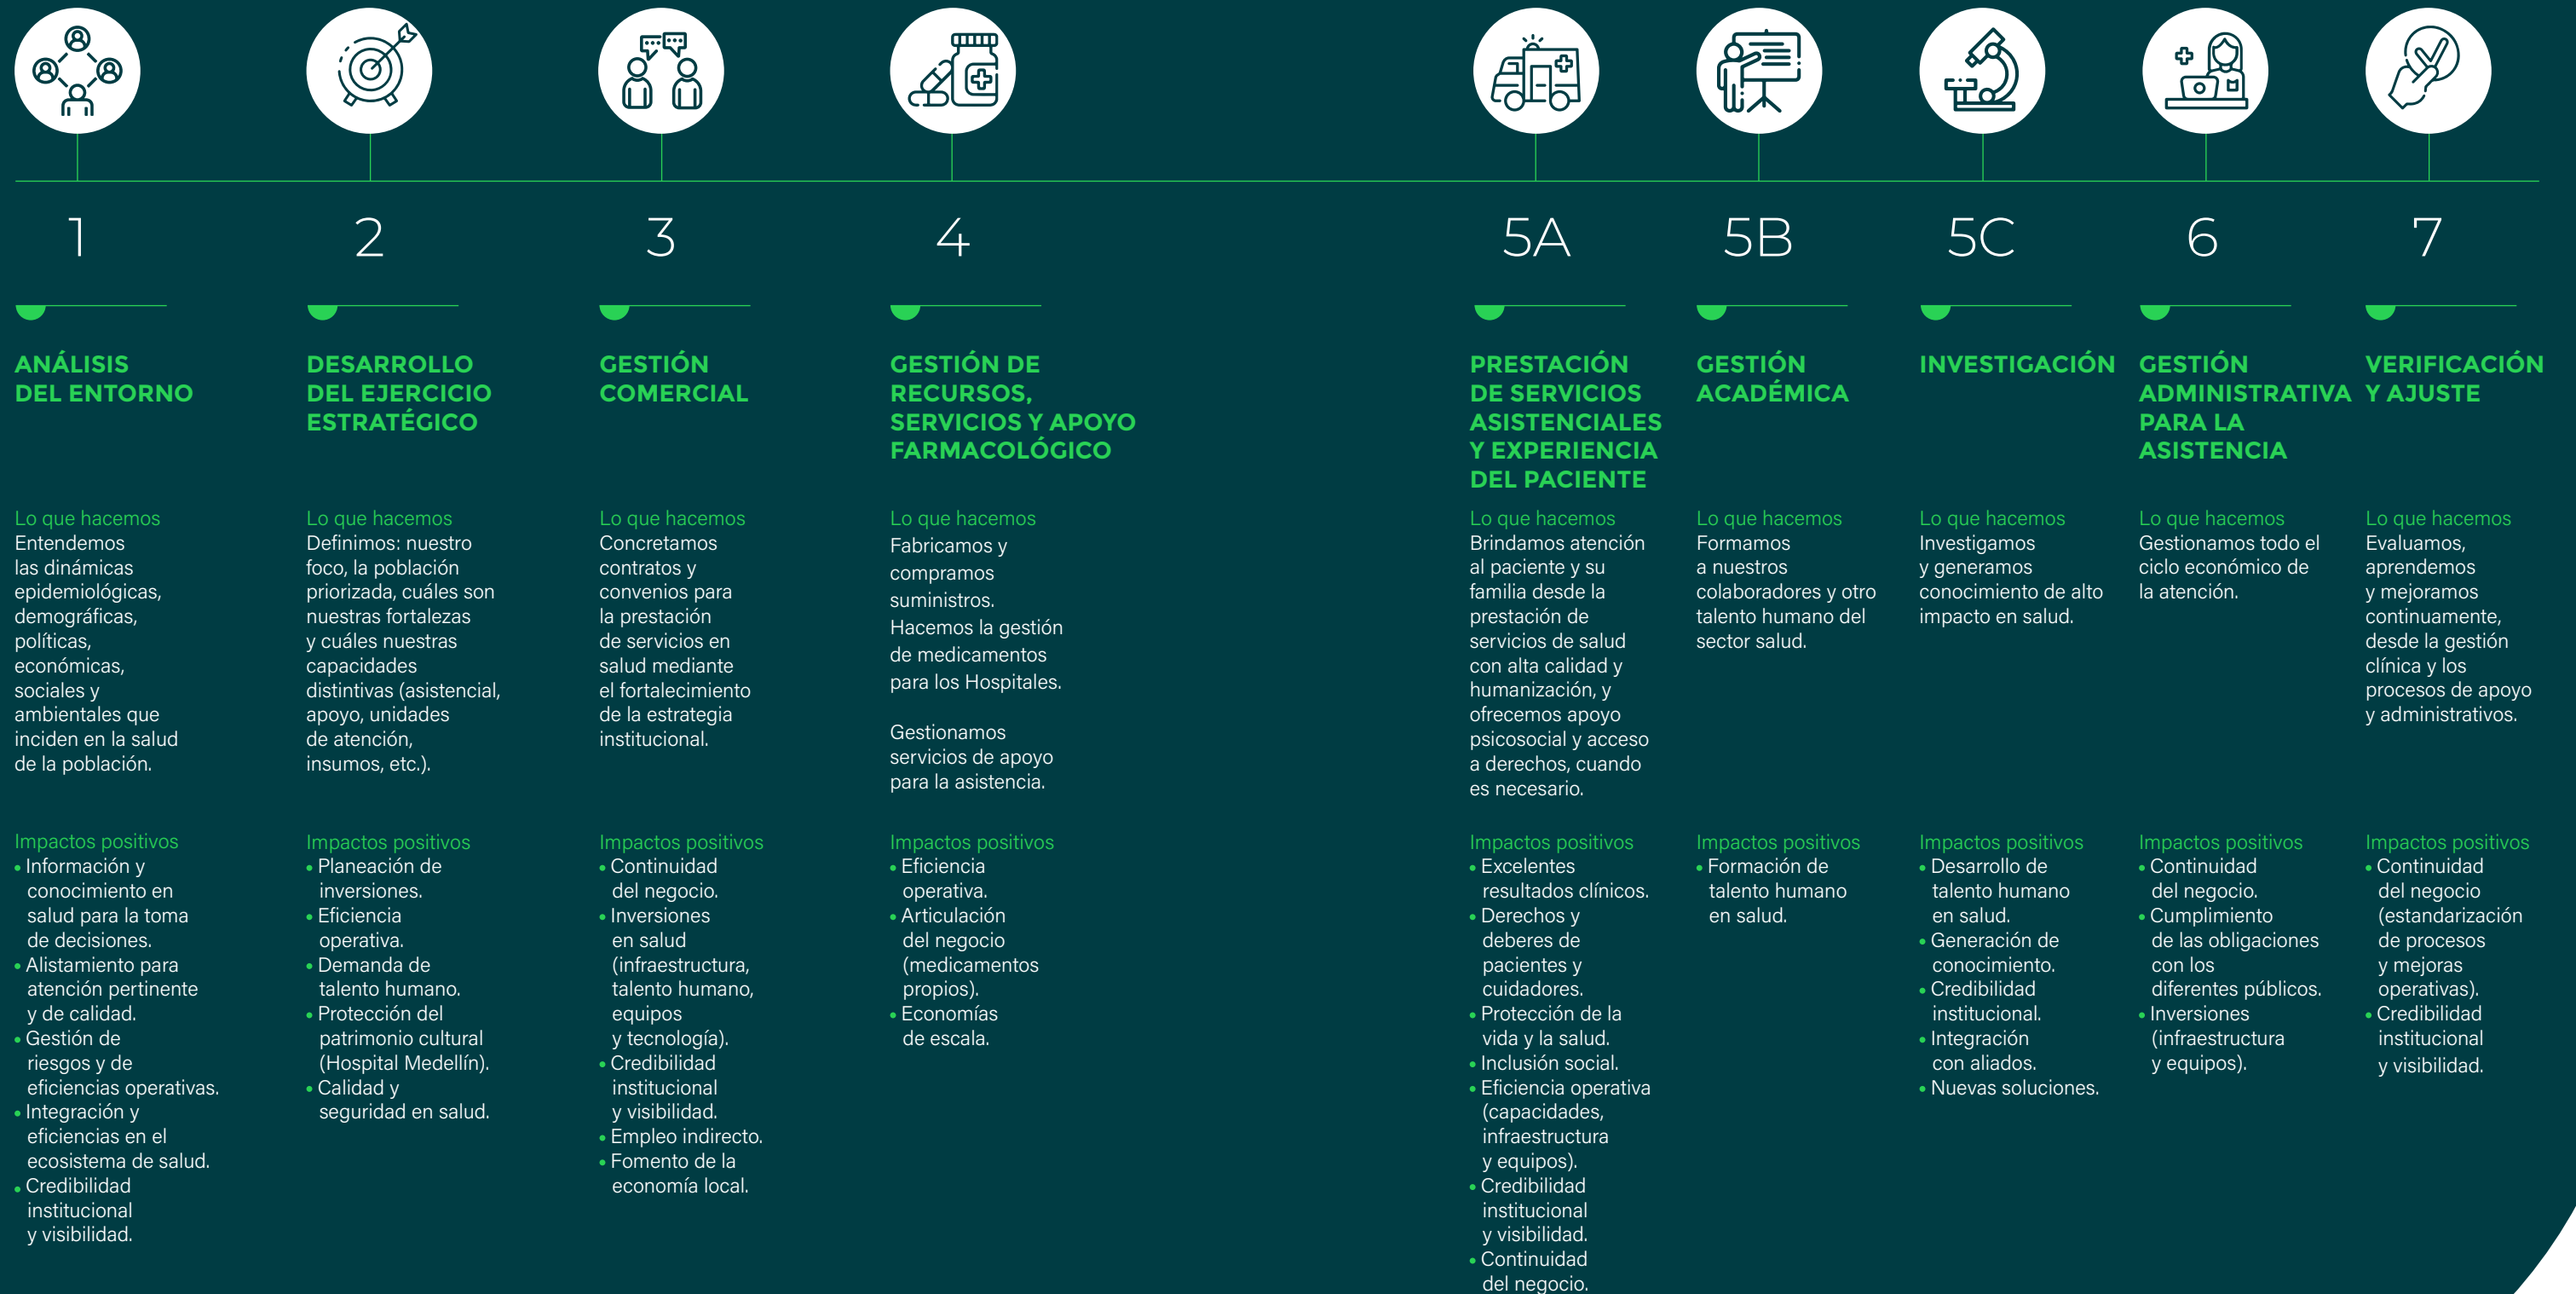 1
ANÁLISIS
DEL ENTORNO
Lo que hacemos
Entendemos
las dinámicas
epidemiológicas,
demográficas,
políticas,
económicas,
sociales y
ambientales que
inciden en la salud
de la población.
Impactos positivos
• Información y
conocimiento en
salud para la toma
de decisiones.
• Alistamiento para
atención pertinente
y de calidad.
• Gestión de
riesgos y de
eficiencias operativas.
• Integración y
eficiencias en el
ecosistema de salud.
• Credibilidad
institucional
y visibilidad.
2
DESARROLLO
DEL EJERCICIO
ESTRATÉGICO
Lo que hacemos
Definimos: nuestro
foco, la población
priorizada, cuáles son
nuestras fortalezas
y cuáles nuestras
capacidades
distintivas (asistencial,
apoyo, unidades
de atención,
insumos, etc.).
Impactos positivos
• Planeación de
inversiones.
• Eficiencia
operativa.
• Demanda de
talento humano.
• Protección del
patrimonio cultural
(Hospital Medellín).
• Calidad y
seguridad en salud.
3
GESTIÓN
COMERCIAL
Lo que hacemos
Concretamos
contratos y
convenios para
la prestación
de servicios en
salud mediante
el fortalecimiento
de la estrategia
institucional.
Impactos positivos
• Continuidad
del negocio.
• Inversiones
en salud
(infraestructura,
talento humano,
equipos
y tecnología).
• Credibilidad
institucional
y visibilidad.
• Empleo indirecto.
• Fomento de la
economía local.
4
GESTIÓN DE
RECURSOS,
SERVICIOS Y APOYO
FARMACOLÓGICO
Lo que hacemos
Fabricamos y
compramos
suministros.
Hacemos la gestión
de medicamentos
para los Hospitales.
Gestionamos
servicios de apoyo
para la asistencia.
Impactos positivos
• Eficiencia
operativa.
• Articulación
del negocio
(medicamentos
propios).
• Economías
de escala.
5A
PRESTACIÓN
DE SERVICIOS
ASISTENCIALES
Y EXPERIENCIA
DEL PACIENTE
Lo que hacemos
Brindamos atención
al paciente y su
familia desde la
prestación de
servicios de salud
con alta calidad y
humanización, y
ofrecemos apoyo
psicosocial y acceso
a derechos, cuando
es necesario.
Impactos positivos
• Excelentes
resultados clínicos.
• Derechos y
deberes de
pacientes y
cuidadores.
• Protección de la
vida y la salud.
• Inclusión social.
• Eficiencia operativa
(capacidades,
infraestructura
y equipos).
• Credibilidad
institucional
y visibilidad.
• Continuidad
del negocio.
5B
GESTIÓN
ACADÉMICA
Lo que hacemos
Formamos
a nuestros
colaboradores y otro
talento humano del
sector salud.
Impactos positivos
• Formación de
talento humano
en salud.
5C
INVESTIGACIÓN
Lo que hacemos
Investigamos
y generamos
conocimiento de alto
impacto en salud.
Impactos positivos
• Desarrollo de
talento humano
en salud.
• Generación de
conocimiento.
• Credibilidad
institucional.
• Integración
con aliados.
• Nuevas soluciones.
6
GESTIÓN
ADMINISTRATIVA
PARA LA
ASISTENCIA
Lo que hacemos
Gestionamos todo el
ciclo económico de
la atención.
Impactos positivos
• Continuidad
del negocio.
• Cumplimiento
de las obligaciones
con los
diferentes públicos.
• Inversiones
(infraestructura
y equipos).
7
VERIFICACIÓN
Y AJUSTE
Lo que hacemos
Evaluamos,
aprendemos
y mejoramos
continuamente,
desde la gestión
clínica y los
procesos de apoyo
y administrativos.
Impactos positivos
• Continuidad
del negocio
(estandarización
de procesos
y mejoras
operativas).
• Credibilidad
institucional
y visibilidad.